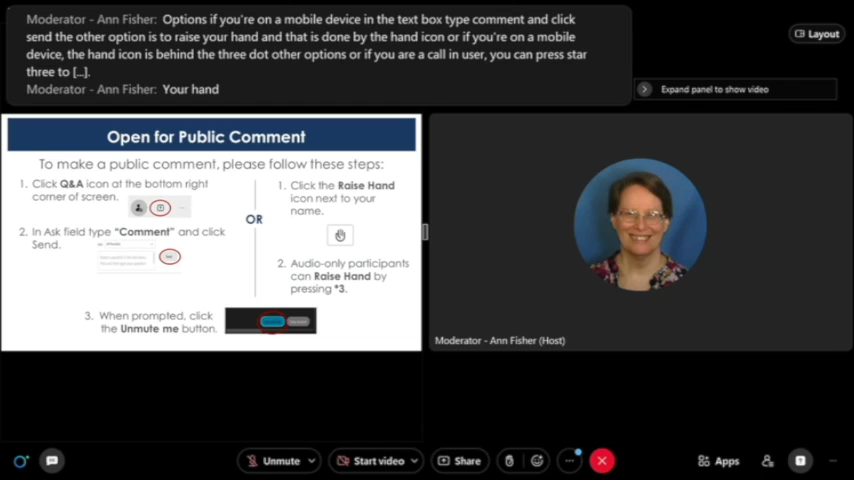 Moderator - Ann Fisher: Options if you're on a mobile device in the text box type comment and click
send the other option is to raise your hand and that is done by the hand icon or if you're on a mobile
device, the hand icon is behind the three dot other options or if you are a call in user, you can press star
three to [...].
Moderator - Ann Fisher: Your hand
Layout
Expand panel to show video
Open for Public Comment
To make a public comment, please follow these steps:
1. Click Q&A icon at the bottom right
corner of screen.
2. In Ask field type “Comment” and click
Send.
OR
1. Click the Raise Hand
icon next to your
name.
2. Audio-only participants
can Raise Hand by
pressing *3.
3. When prompted, click
the Unmute me button.
Moderator - Ann Fisher (Host)
Unmute
Start video
Share
Apps